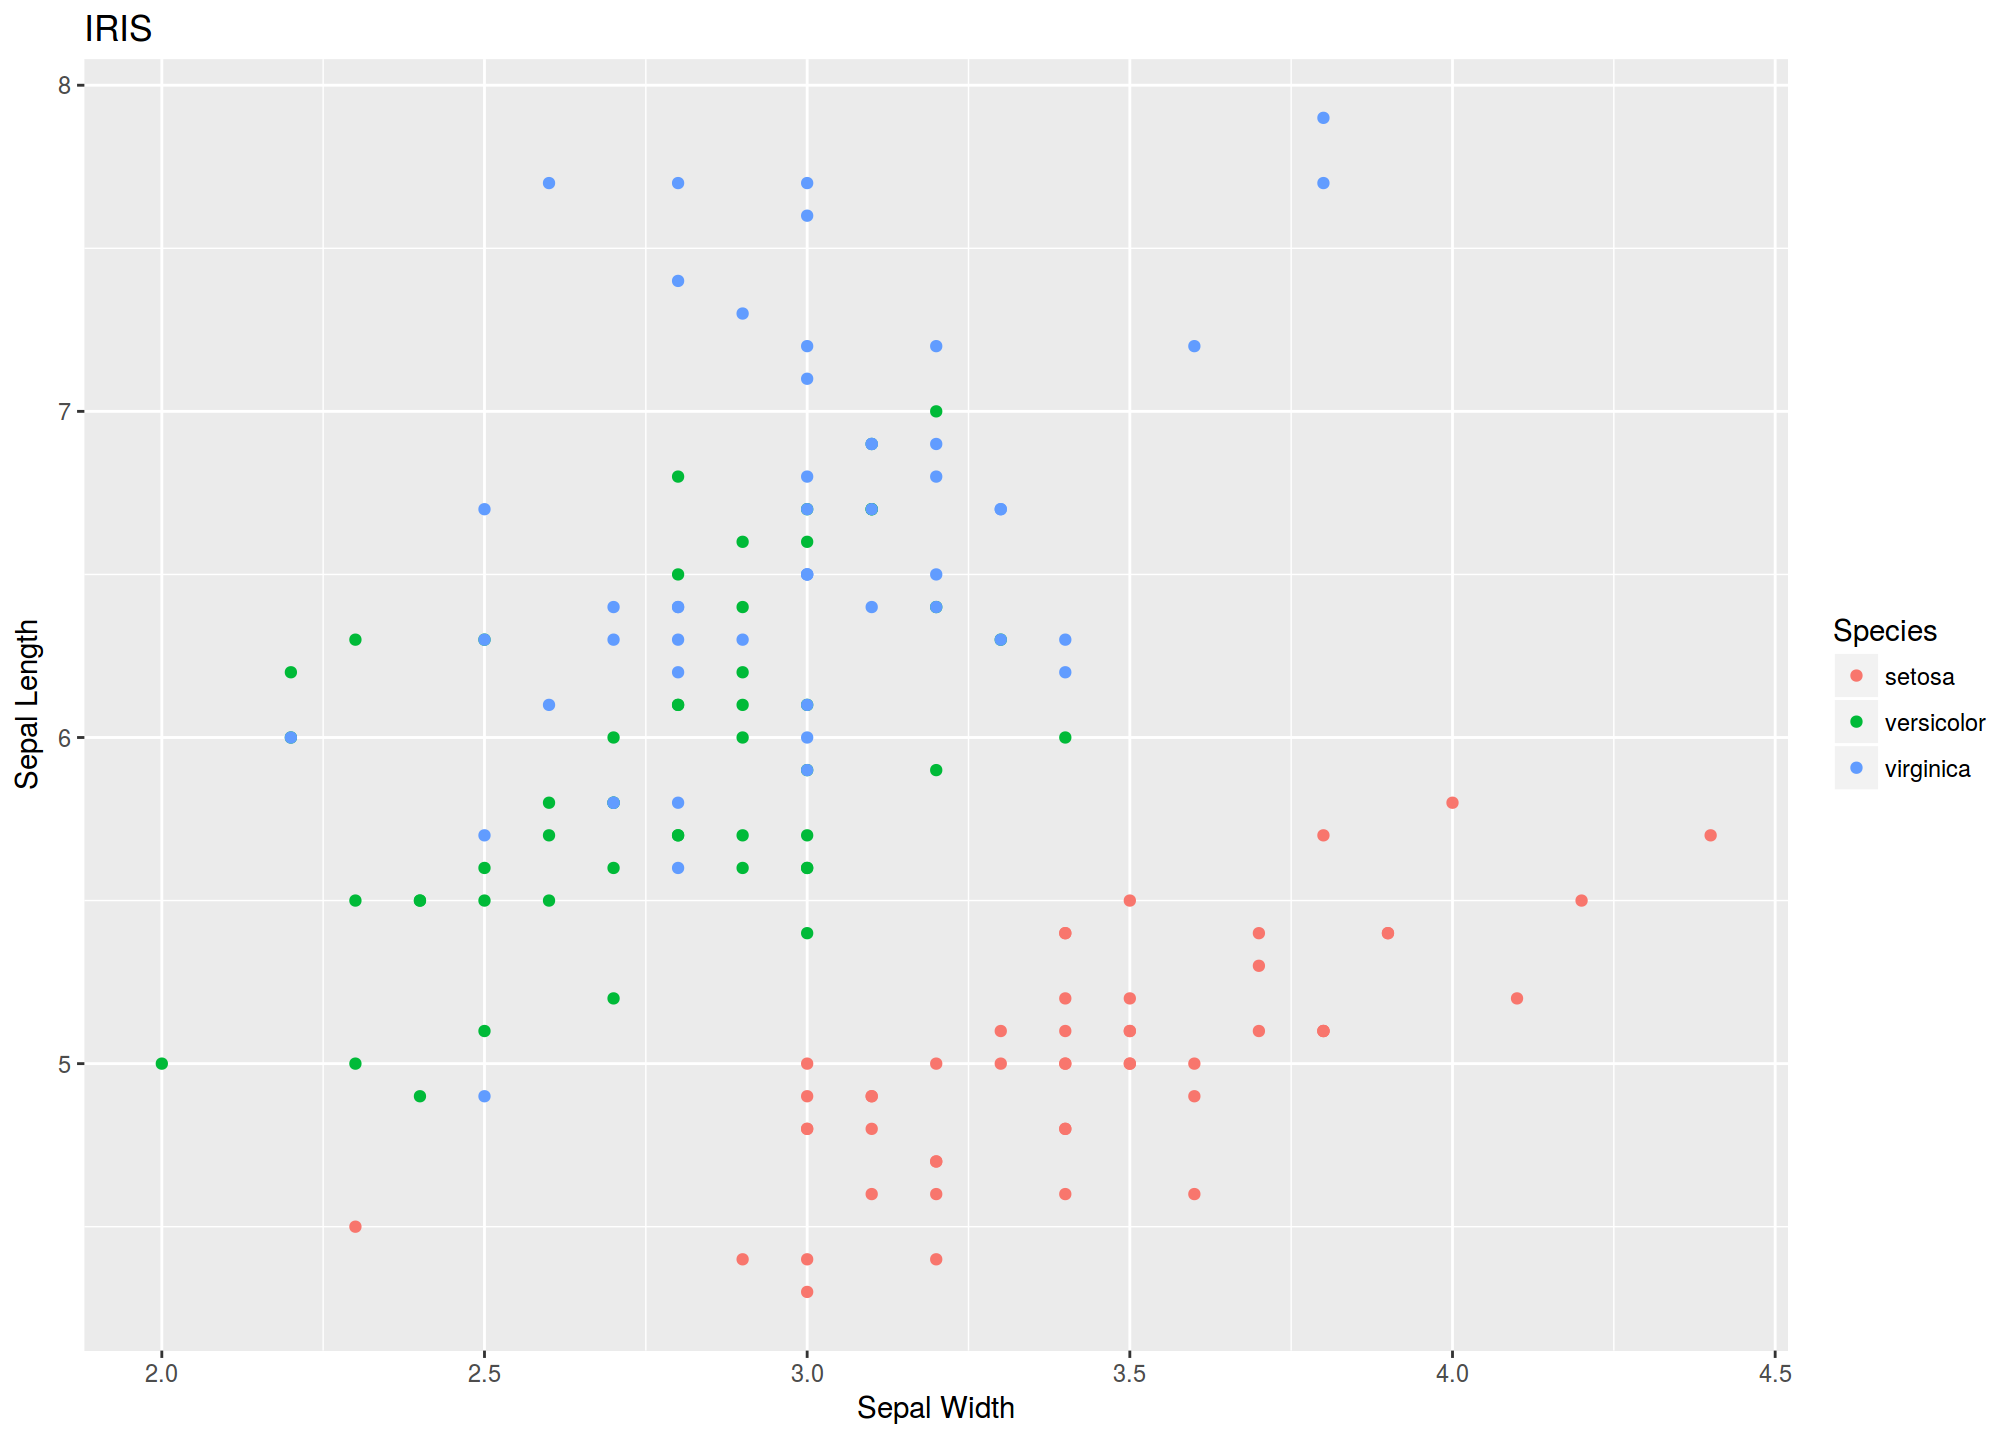 IRIS
8
7
6
5
Sepal Length
2.0 2.5 3.0 3.5 4.0 4.5
Sepal Width
Species
setosa
versicolor
virginica